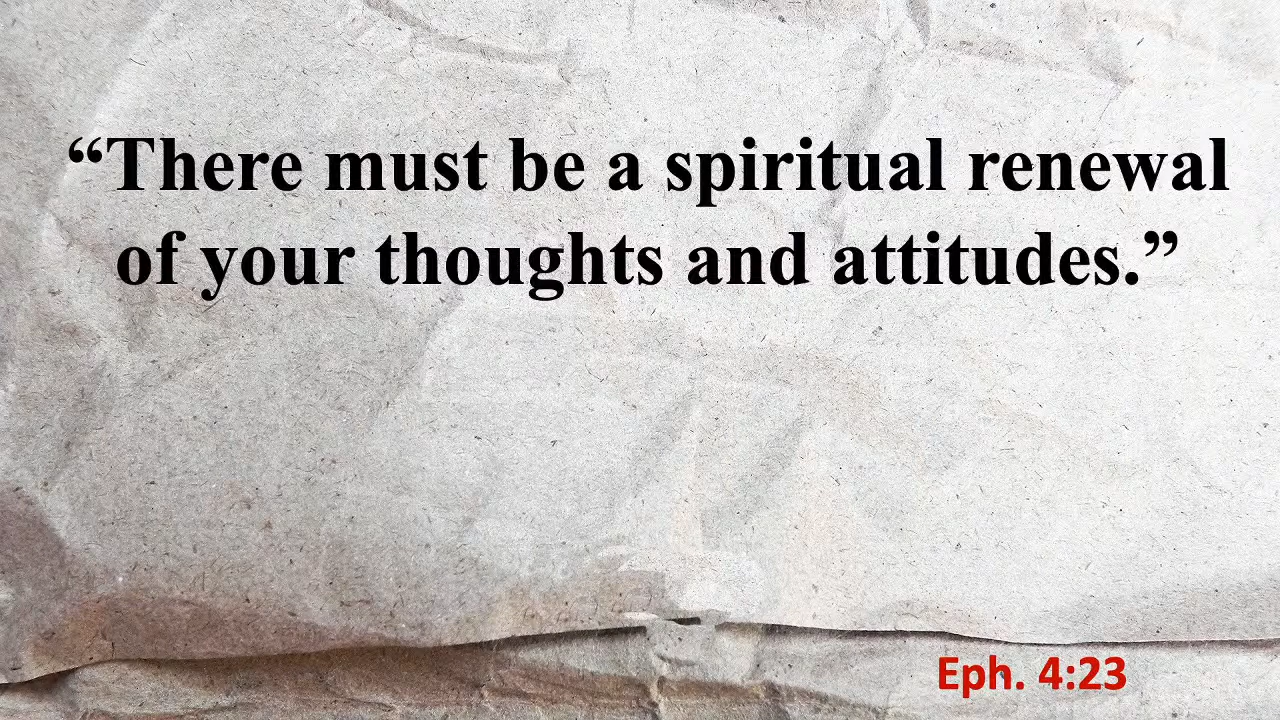 “There must be a spiritual renewal
of your thoughts and attitudes.”
Eph. 4:23